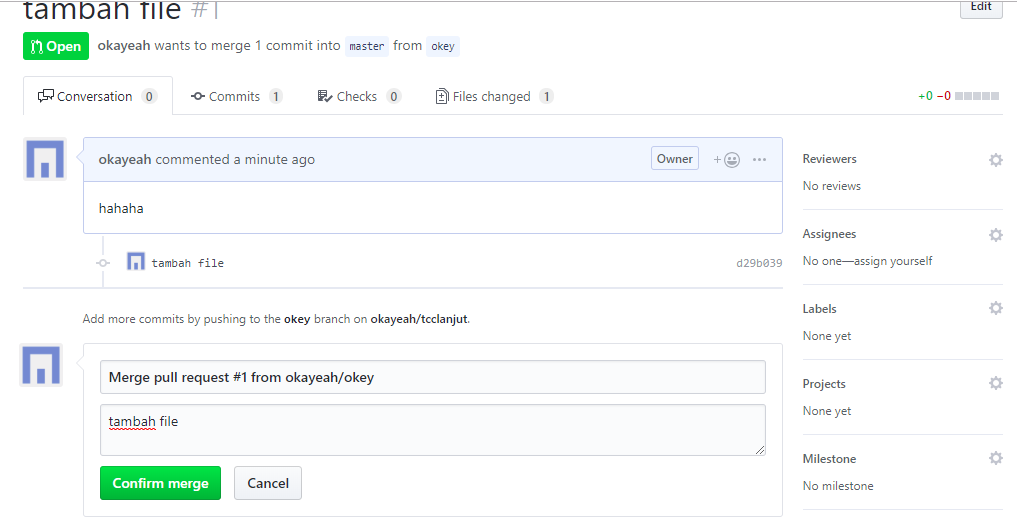 tambah file #1
Edit
Open okayeah wants to merge 1 commit into master from okey
Conversation 0 Commits 1 Checks 0 Files changed 1 +0 −0
okayeah commented a minute ago Owner +
hahaha
tambah file d29b039
Add more commits by pushing to the okey branch on okayeah/tcclanjut.
Merge pull request #1 from okayeah/okey
tambah file
Confirm merge Cancel
Reviewers
No reviews
Assignees
No one—assign yourself
Labels
None yet
Projects
None yet
Milestone
No milestone